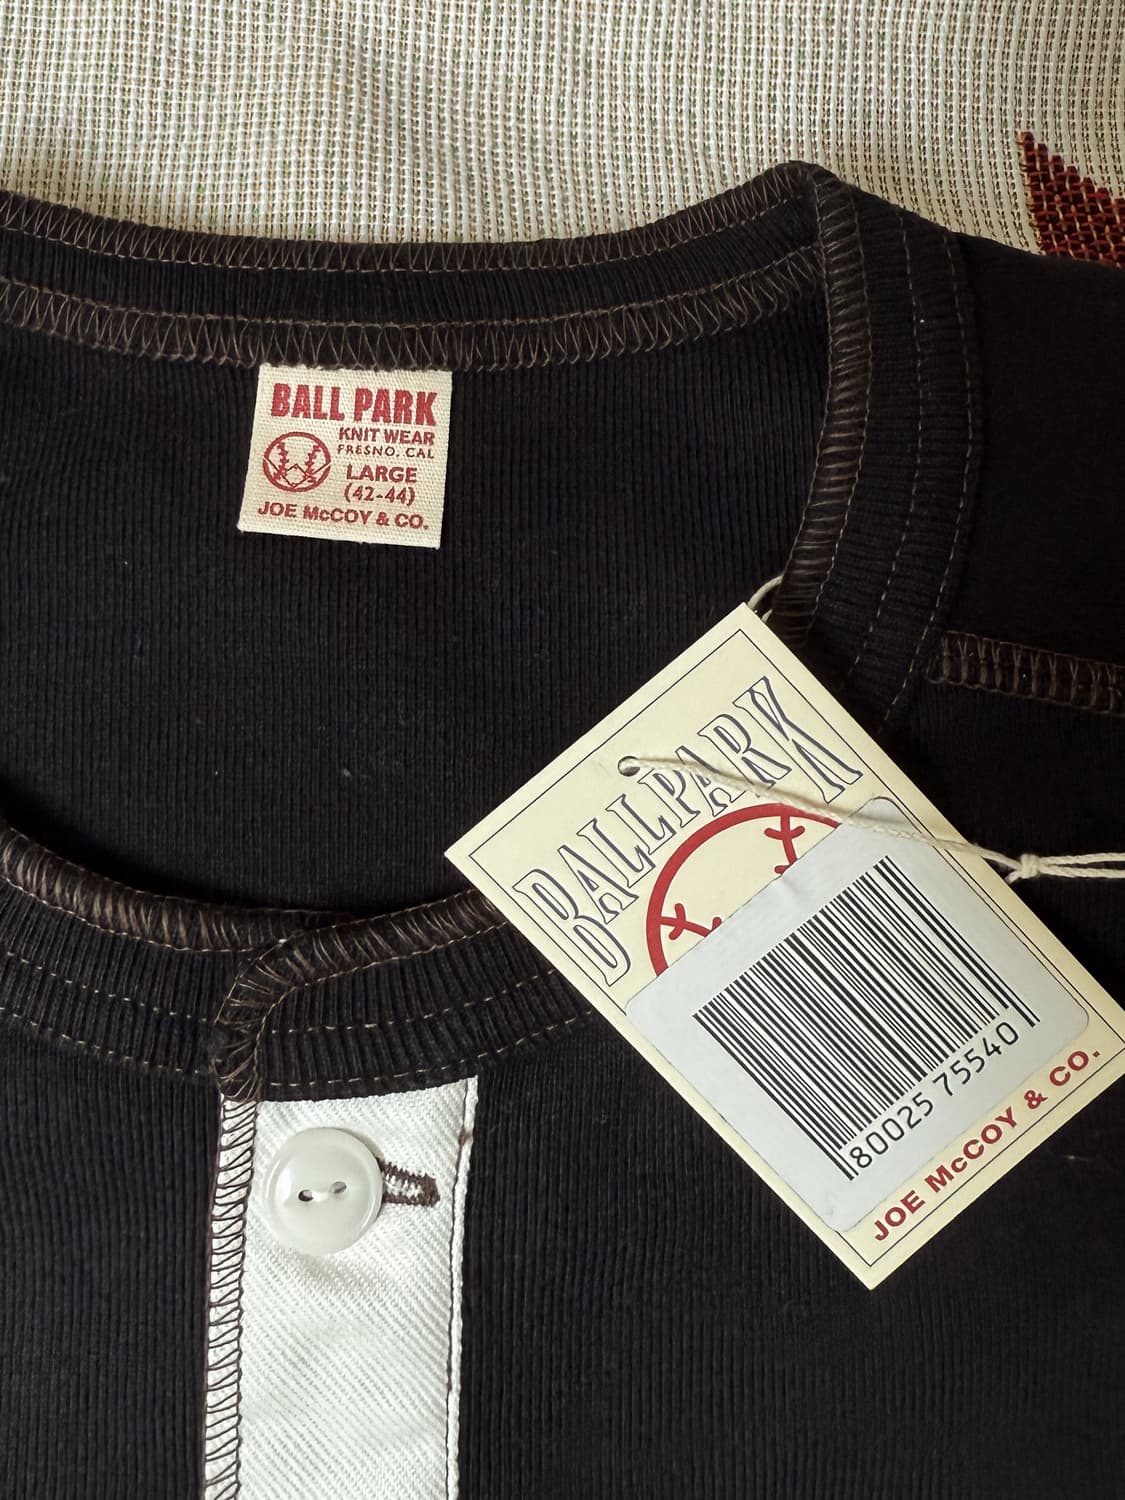 BALL PARK
KNIT WEAR
FRESNO, CAL
LARGE
(42-44)
JOE McCOY & CO.
BALLPARK
80025 75540
JOE McCOY & CO.